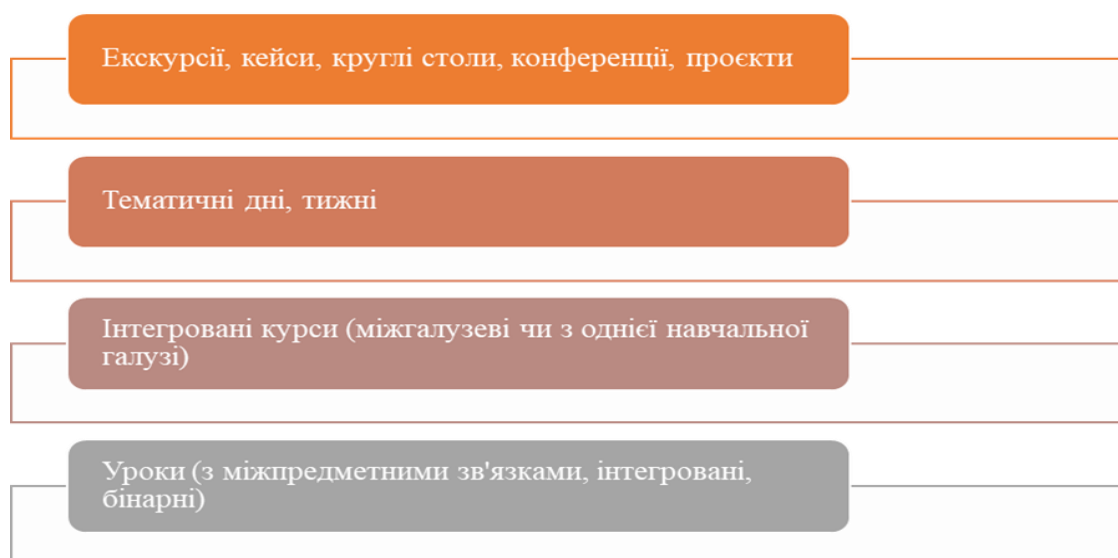 Екскурсії, кейси, круглі столи, конференції, проєкти
Тематичні дні, тижні
Інтегровані курси (міжгалузеві чи з однієї навчальної
галузі)
Уроки (з міжпредметними зв'язками, інтегровані,
бінарні)